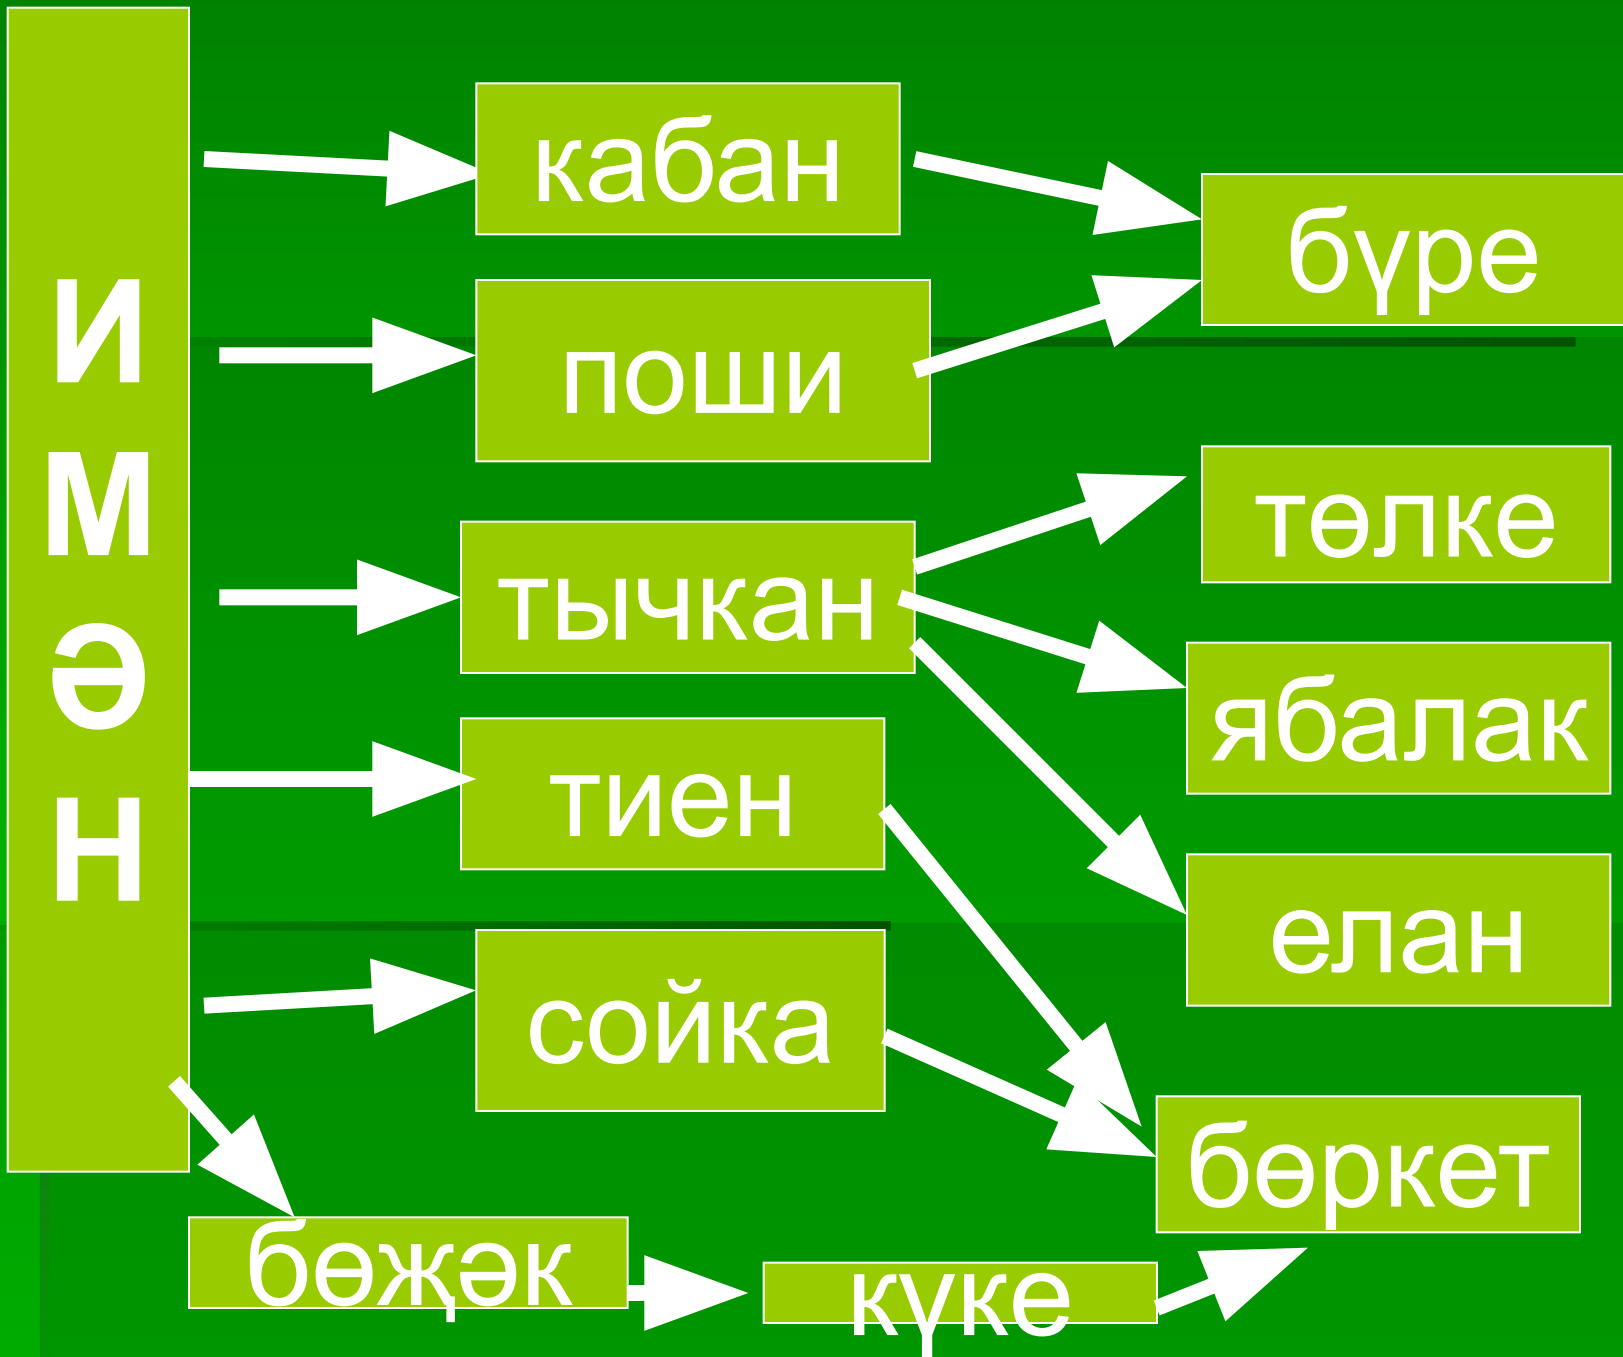 ИМӘН
кабан
бүре
поши
төлке
тычкан
ябалак
тиен
елан
сойка
бөркет
бөҗәк
күке